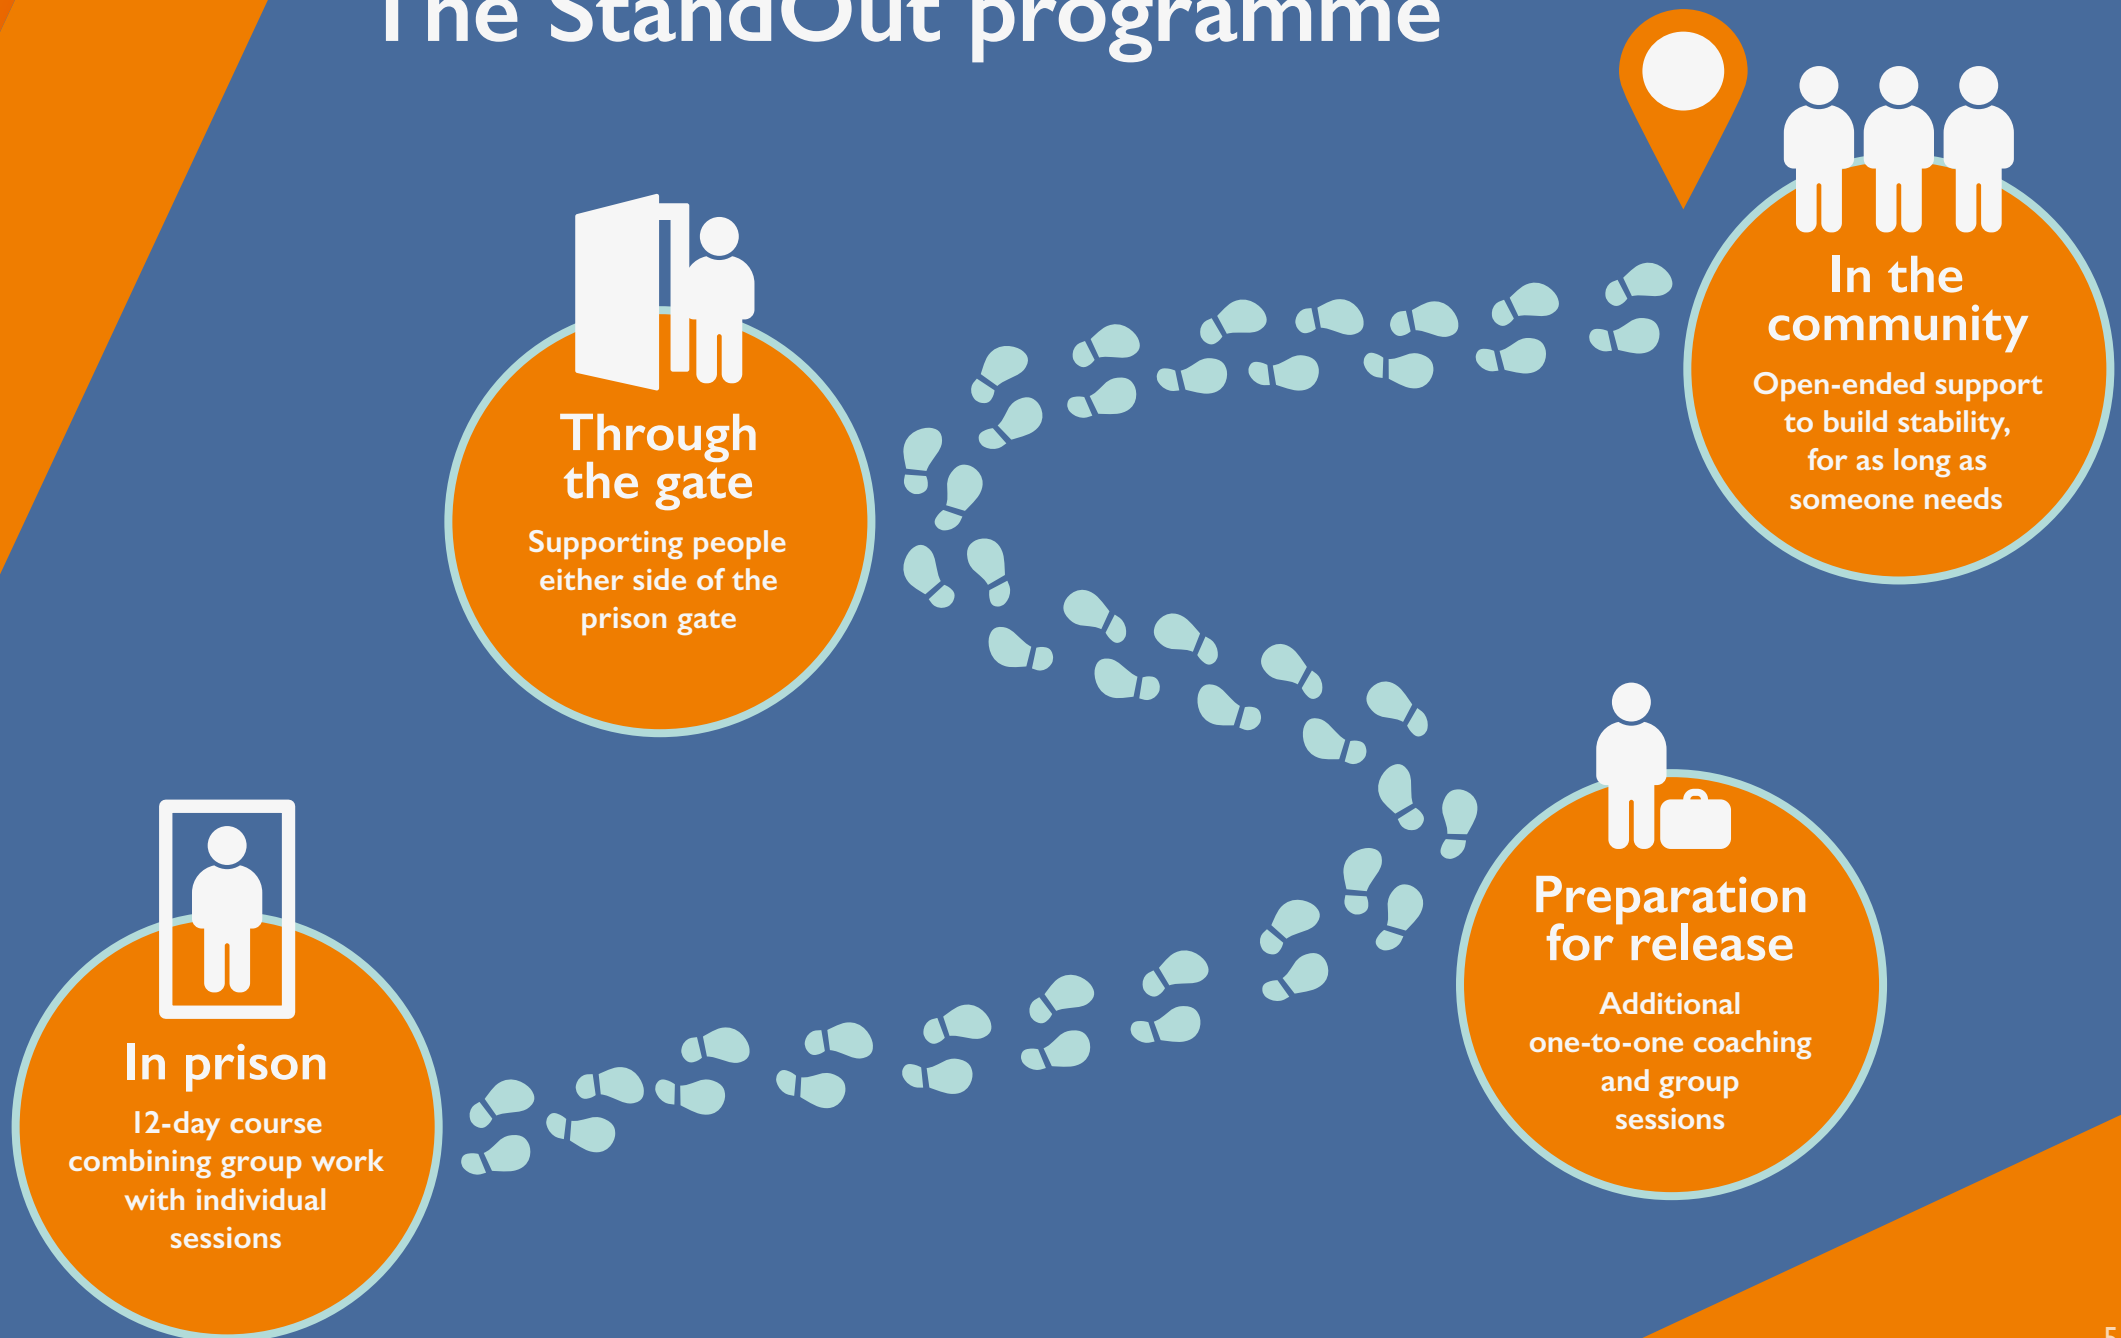 The StandOut programme
In the
community
Open-ended support
to build stability,
for as long as
someone needs
Through
the gate
Supporting people
either side of the
prison gate
Preparation
for release
Additional
one-to-one coaching
and group
sessions
In prison
12-day course
combining group work
with individual
sessions